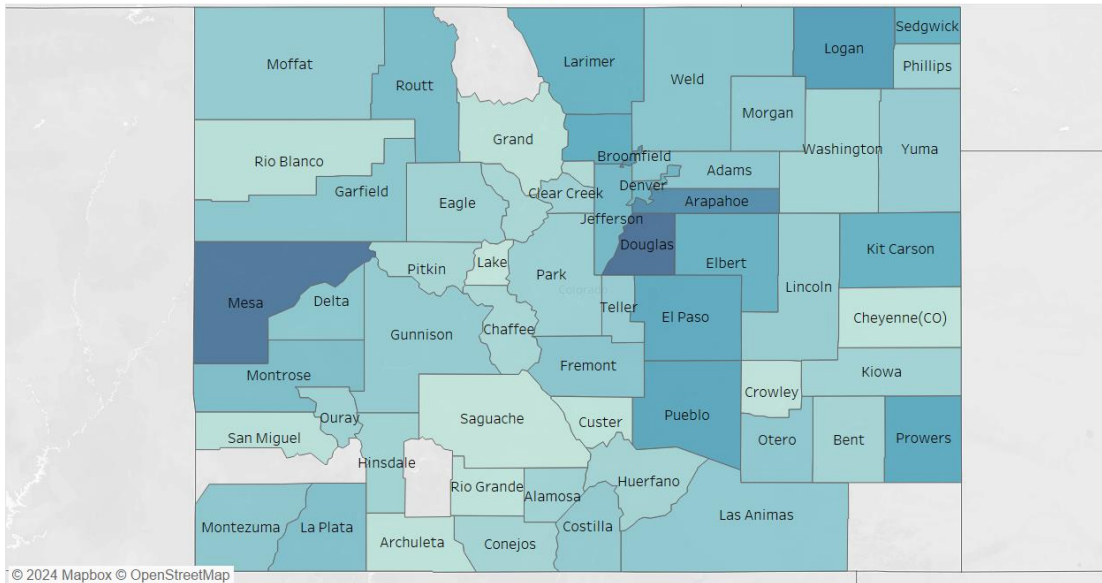 Moffat
Routt
Larimer
Weld
Logan
Sedgwick
Phillips
Morgan
Washington
Yuma
Rio Blanco
Grand
Broomfield
Garfield
Eagle
Clear Creek
Denver
Adams
Arapahoe
Jefferson
Douglas
Elbert
Kit Carson
Mesa
Delta
Pitkin
Lake
Park
Colorado
Lincoln
Gunnison
Chaffee
Teller
El Paso
Cheyenne(CO)
Montrose
Fremont
Kiowa
Ouray
Saguache
Custer
Pueblo
Crowley
San Miguel
Otero
Bent
Prowers
Hinsdale
Rio Grande
Alamosa
Huerfano
Montezuma
La Plata
Archuleta
Conejos
Costilla
Las Animas
© 2024 Mapbox © OpenStreetMap